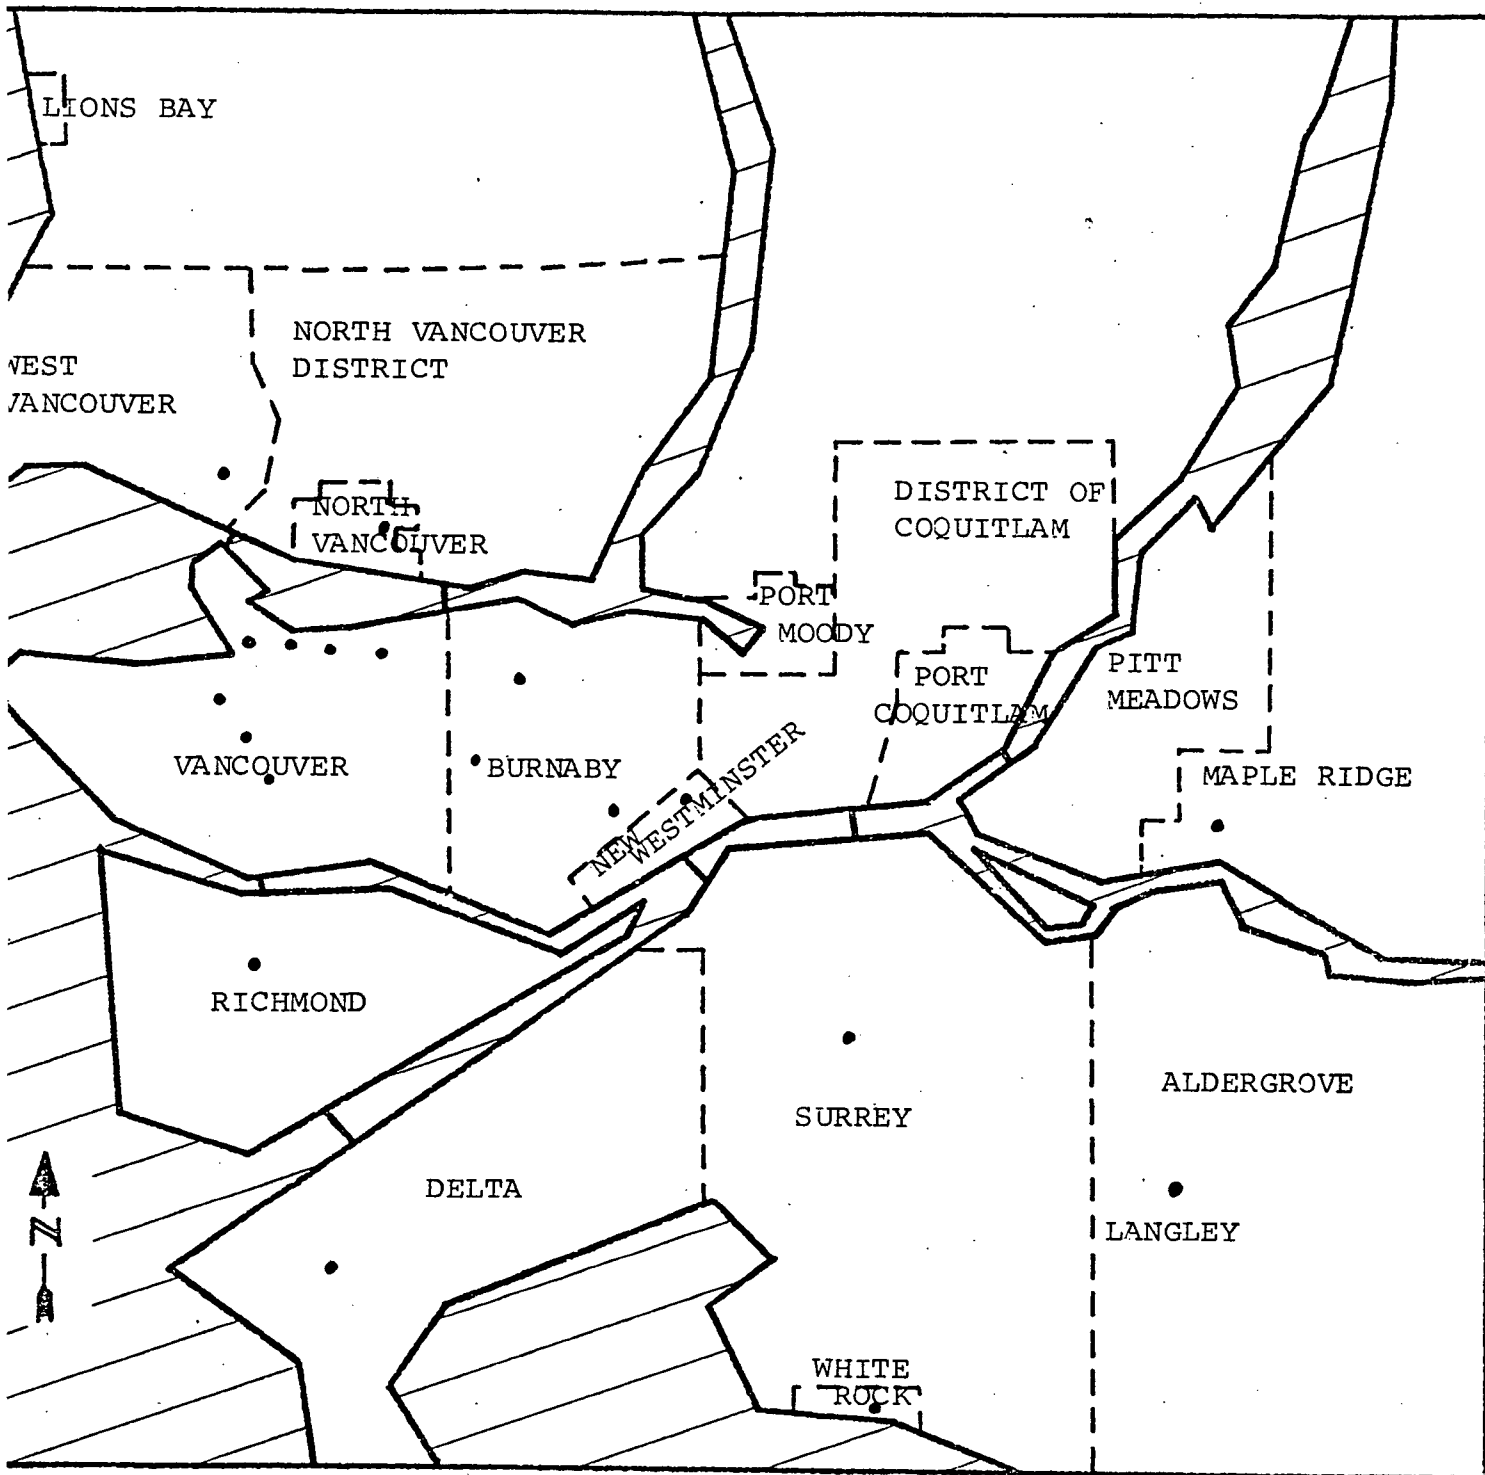 LIONS BAY
NORTH VANCOUVER
DISTRICT
WEST
VANCOUVER
NORTH
VANCOUVER
DISTRICT OF
COQUITLAM
PORT
MOODY
PORT
COQUITLAM
PITT
MEADOWS
VANCOUVER
BURNABY
NEW
WESTMINSTER
MAPLE RIDGE
RICHMOND
SURREY
ALDERGROVE
DELTA
LANGLEY
N
WHITE
ROCK